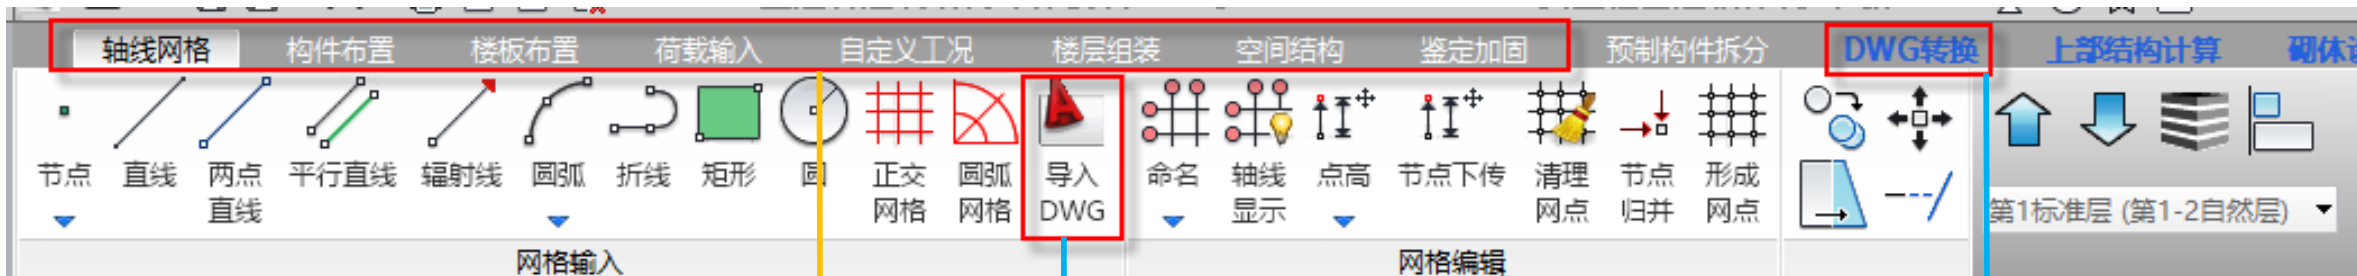 轴线网格 构件布置 楼板布置 荷载输入 自定义工况 楼层组装 空间结构 鉴定加固 预制构件拆分 DWG转换 上部结构计算 砌体
节点 直线 两点直线 平行直线 辐射线 圆弧 折线 矩形 圆 正交网格 圆弧网格 导入DWG 命名 轴线显示 点高 节点下传 清理网点 节点归并 形成网点
第1标准层 (第1-2自然层)
网格输入 网格编辑